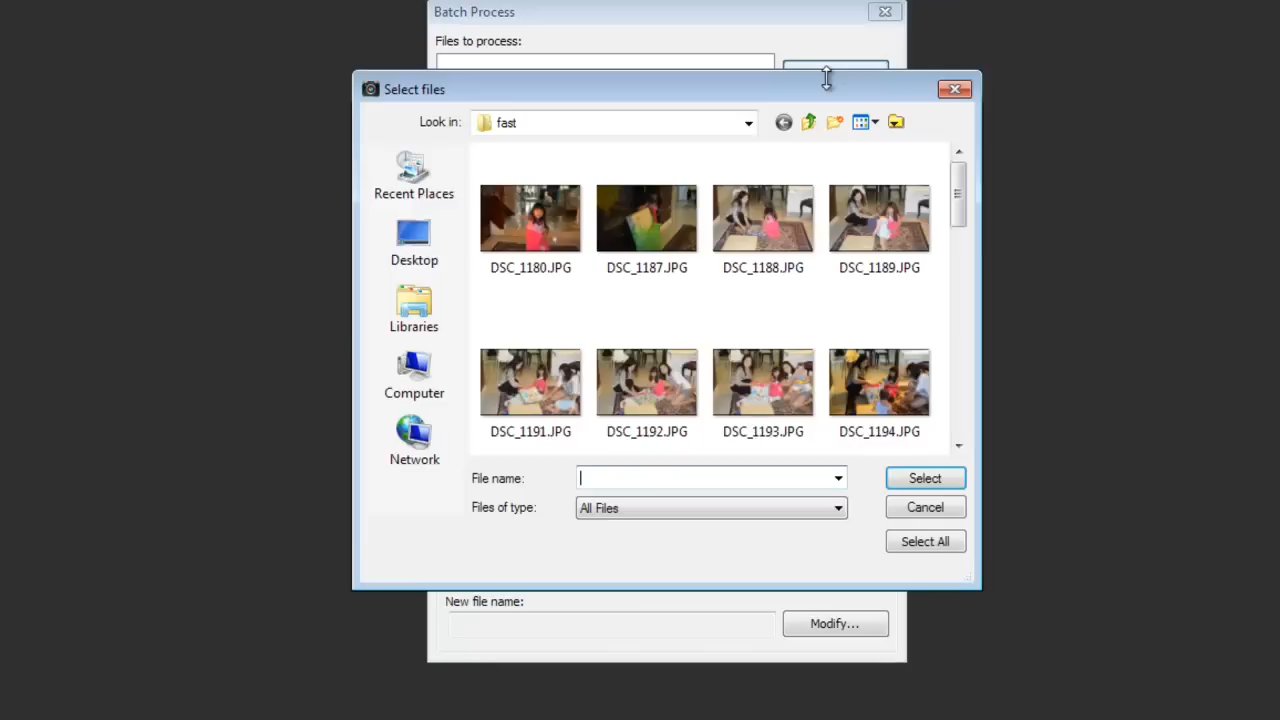 Batch Process
Files to process:
Select files
Look in:
fast
Recent Places
Desktop
Libraries
Computer
Network
DSC_1180.JPG
DSC_1187.JPG
DSC_1188.JPG
DSC_1189.JPG
DSC_1191.JPG
DSC_1192.JPG
DSC_1193.JPG
DSC_1194.JPG
File name:
Select
Files of type:
All Files
Cancel
Select All
New file name:
Modify...